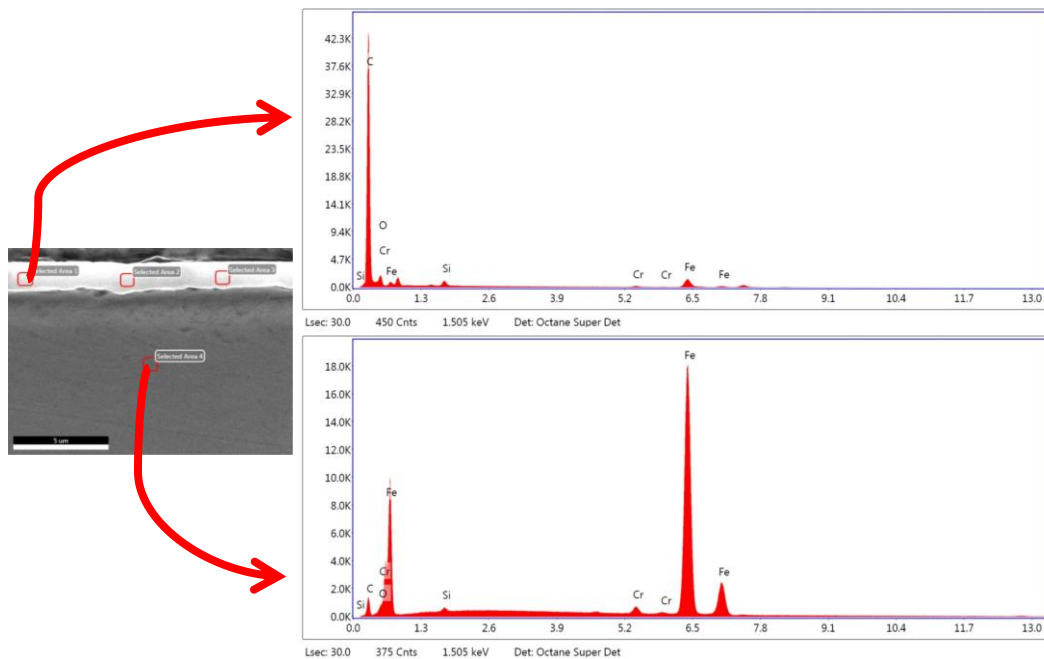 42.3K
37.6K
32.9K
28.2K
23.5K
18.8K
14.1K
9.4K
4.7K
0.0K
C
O
Cr
Si Fe Si Cr Cr Fe Fe
0.0 1.3 2.6 3.9 5.2 6.5 7.8 9.1 10.4 11.7 13.0
Lsec: 30.0 450 Cnts 1.505 keV Det: Octane Super Det
Selected Area 1 Selected Area 2 Selected Area 3
Selected Area 4
5 um
18.0K
16.0K
14.0K
12.0K
10.0K
8.0K
6.0K
4.0K
2.0K
0.0K
Fe
Fe
Cr
C
Si O Si Cr Cr Fe
0.0 1.3 2.6 3.9 5.2 6.5 7.8 9.1 10.4 11.7 13.0
Lsec: 30.0 375 Cnts 1.505 keV Det: Octane Super Det